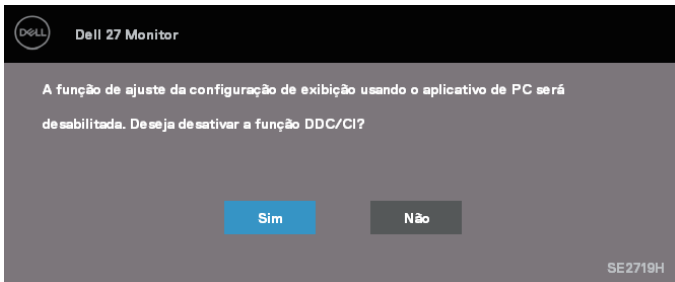 DELL
Dell 27 Monitor
A função de ajuste da configuração de exibição usando o aplicativo de PC será
desabilitada. Deseja desativar a função DDC/CI?
Sim
Não
SE2719H